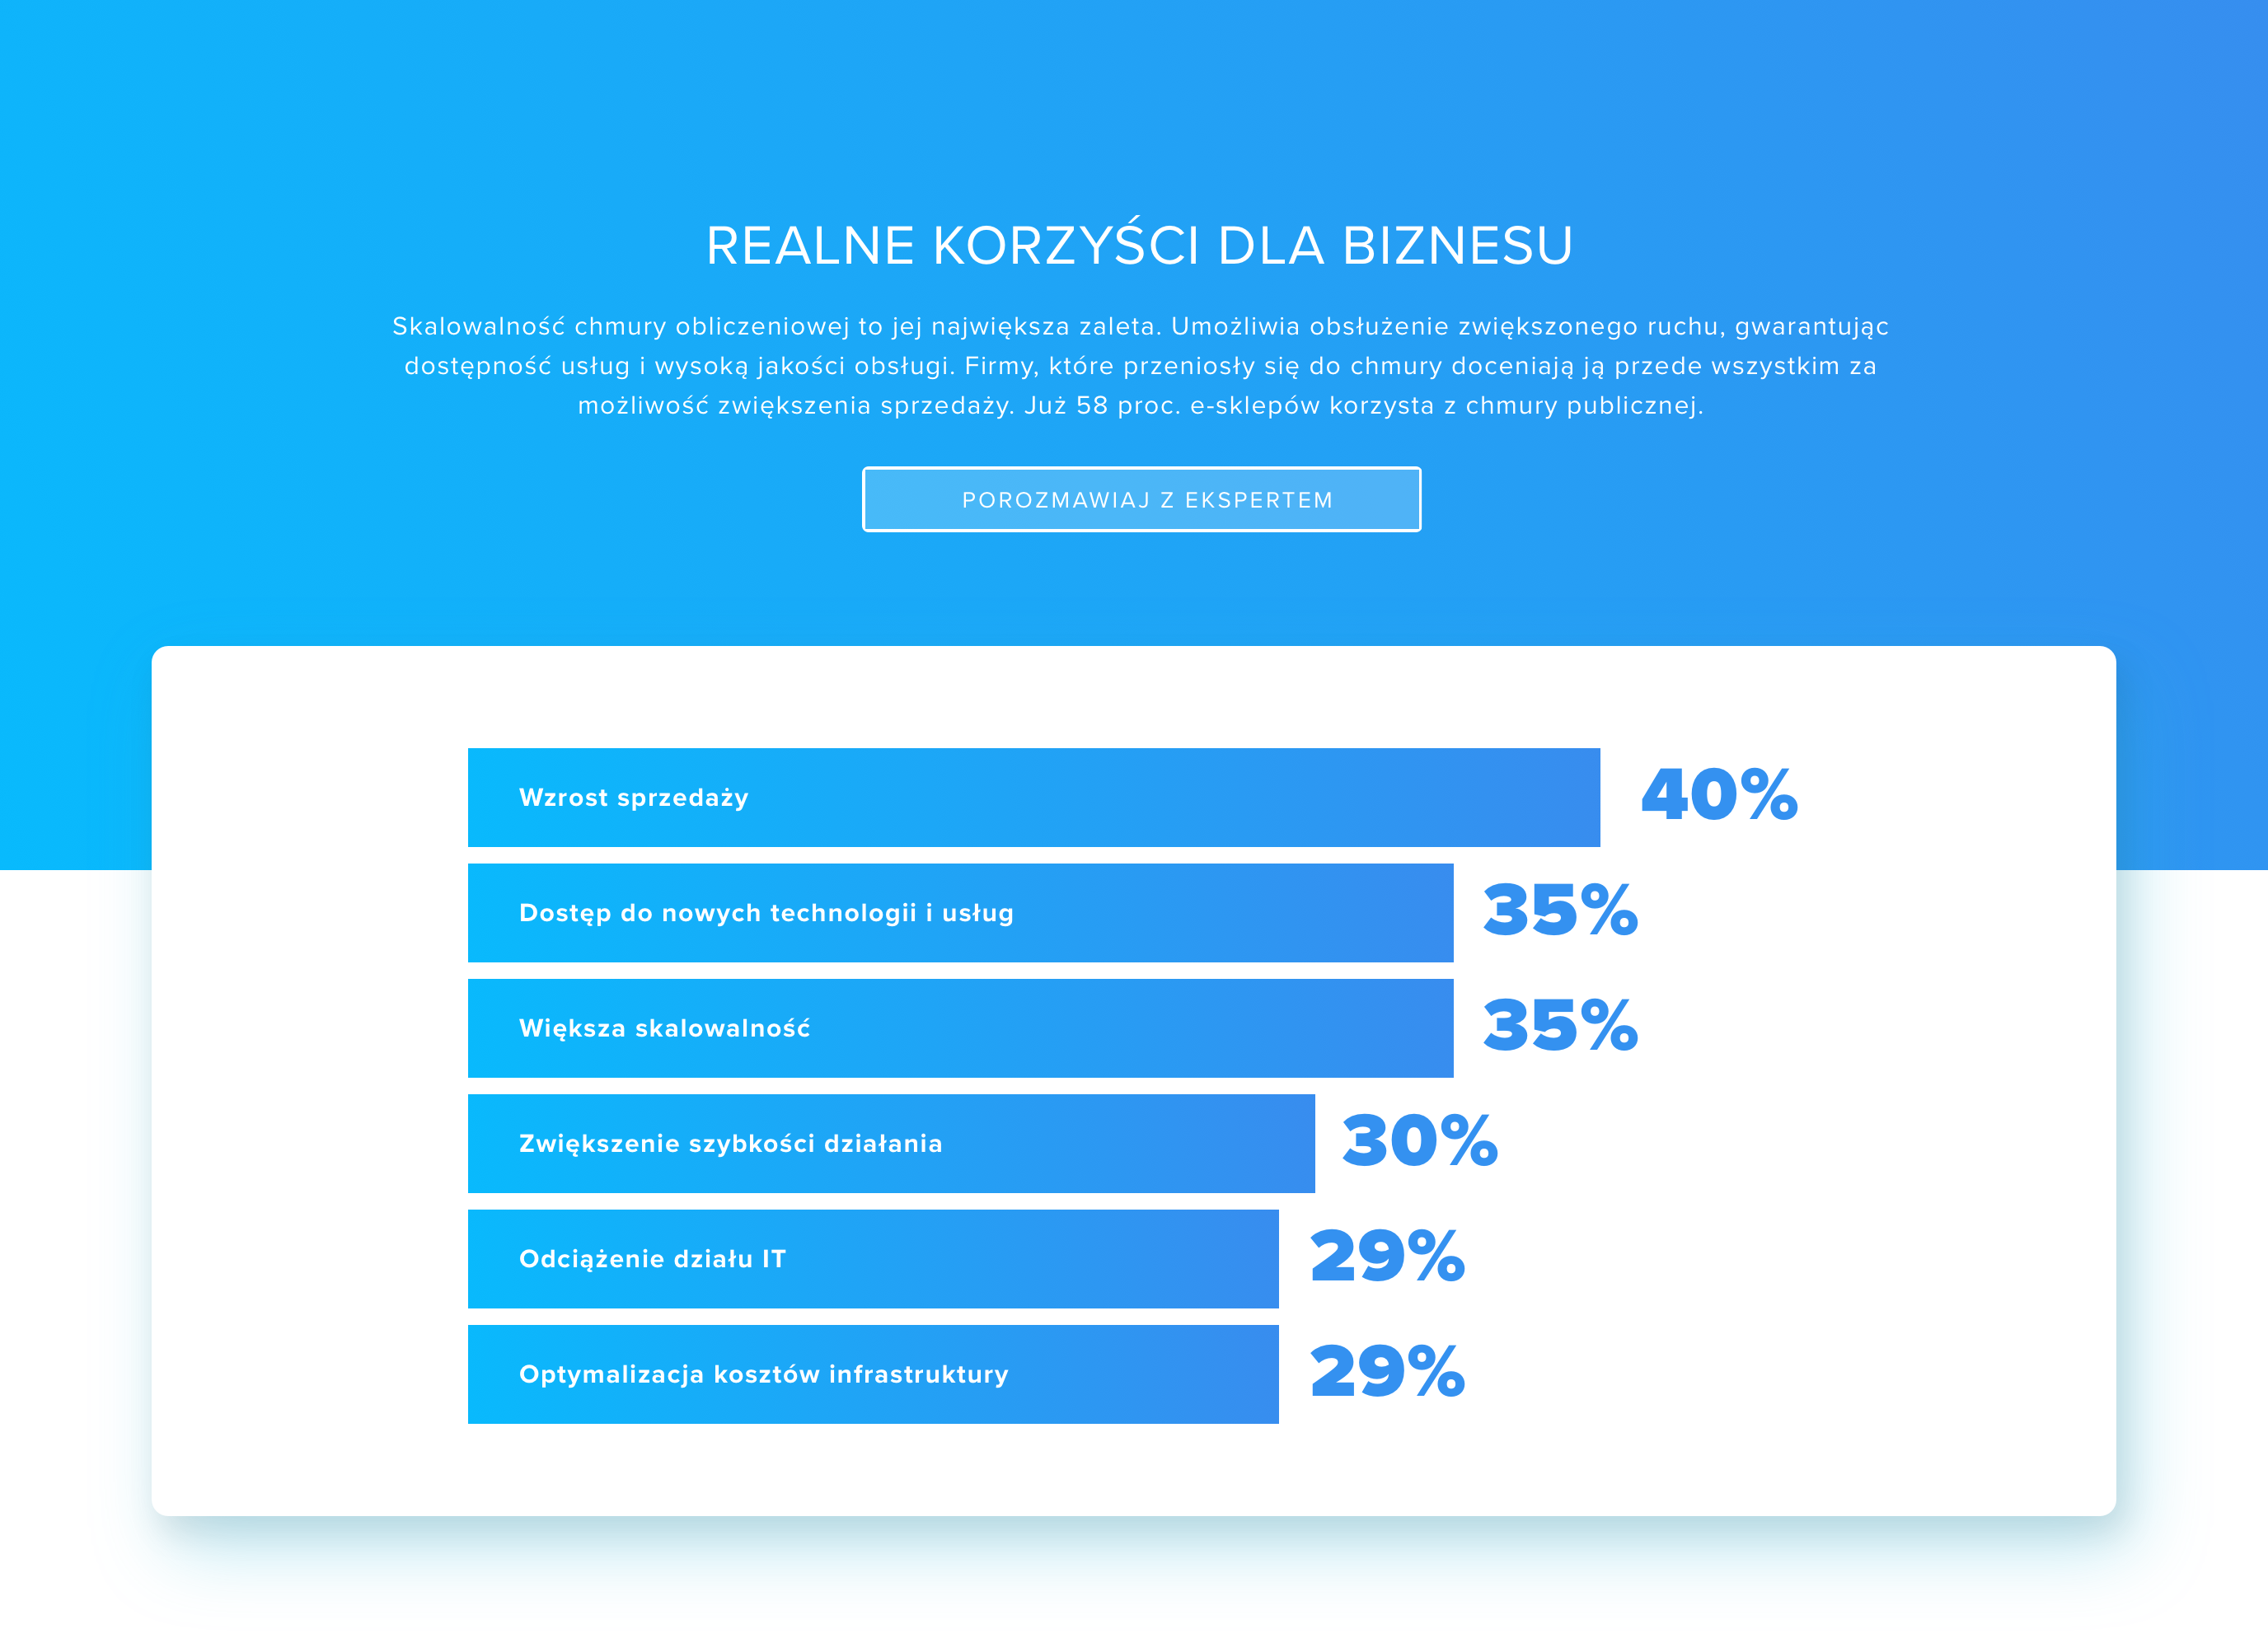 REALNE KORZYŚCI DLA BIZNESU
Skalowalność chmury obliczeniowej to jej największa zaleta. Umożliwia obsłużenie zwiększonego ruchu, gwarantując
dostępność usług i wysoką jakości obsługi. Firmy, które przeniosły się do chmury doceniają ją przede wszystkim za
możliwość zwiększenia sprzedaży. Już 58 proc. e-sklepów korzysta z chmury publicznej.
POROZMAWIAJ Z EKSPERTEM
Wzrost sprzedaży 40%
Dostęp do nowych technologii i usług 35%
Większa skalowalność 35%
Zwiększenie szybkości działania 30%
Odciążenie działu IT 29%
Optymalizacja kosztów infrastruktury 29%